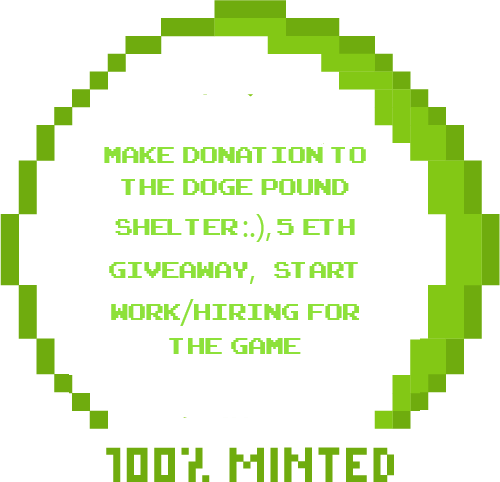 MAKE DONATION TO
THE DOGE POUND
SHELTER:.), 5 ETH
GIVEAWAY, START
WORK/HIRING FOR
THE GAME
100% MINTED